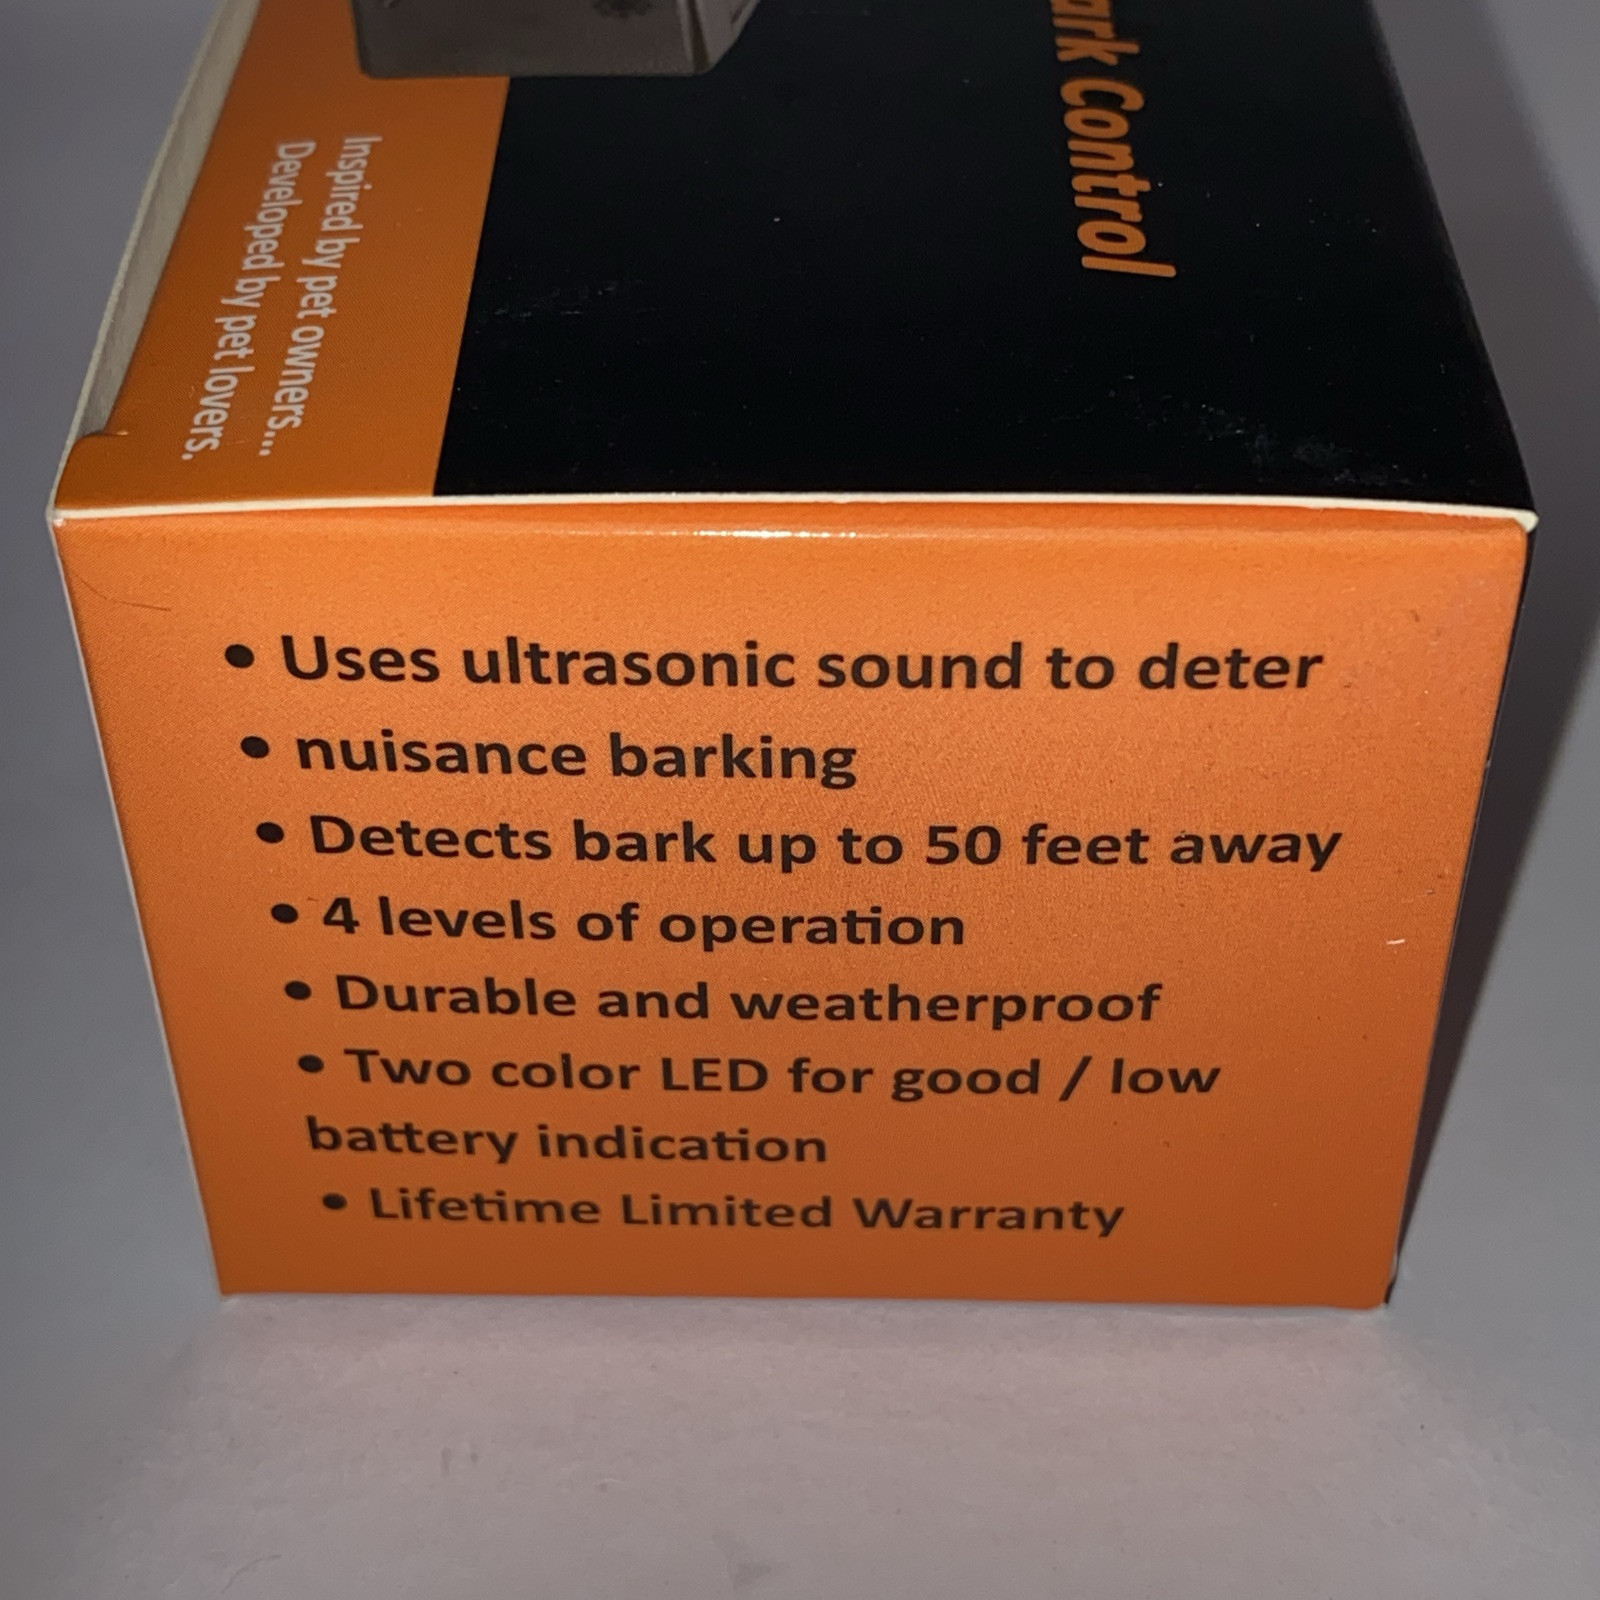 Control
Inspired by pet owners...
Developed by pet lovers.
• Uses ultrasonic sound to deter
• nuisance barking
• Detects bark up to 50 feet away
• 4 levels of operation
• Durable and weatherproof
• Two color LED for good / low
battery indication
• Lifetime Limited Warranty